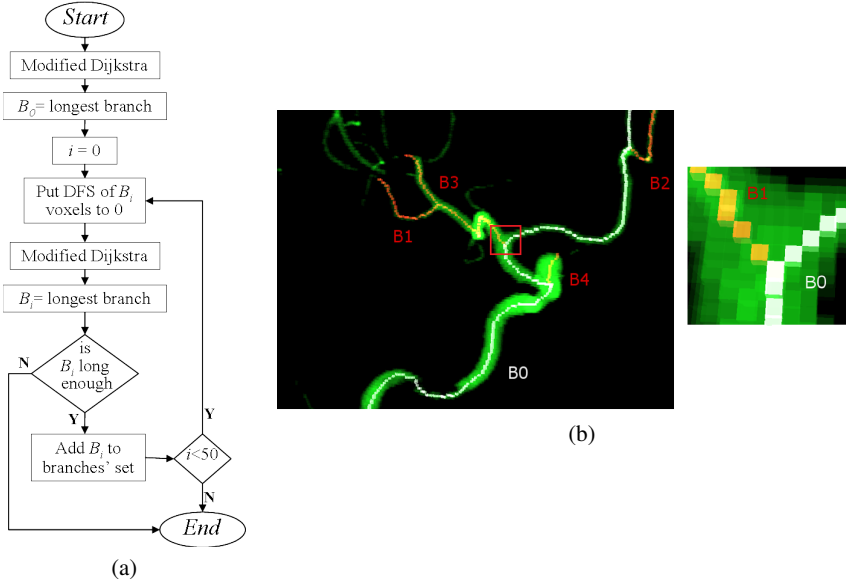 Start
Modified Dijkstra
B0= longest branch
i = 0
Put DFS of Bi
voxels to 0
Modified Dijkstra
Bi= longest branch
is
Bi long
enough
N
Y
Add Bi to
branches’ set
Y
i<50
N
End
(a)
B3
B2
B1
B4
B0
B1
B0
(b)